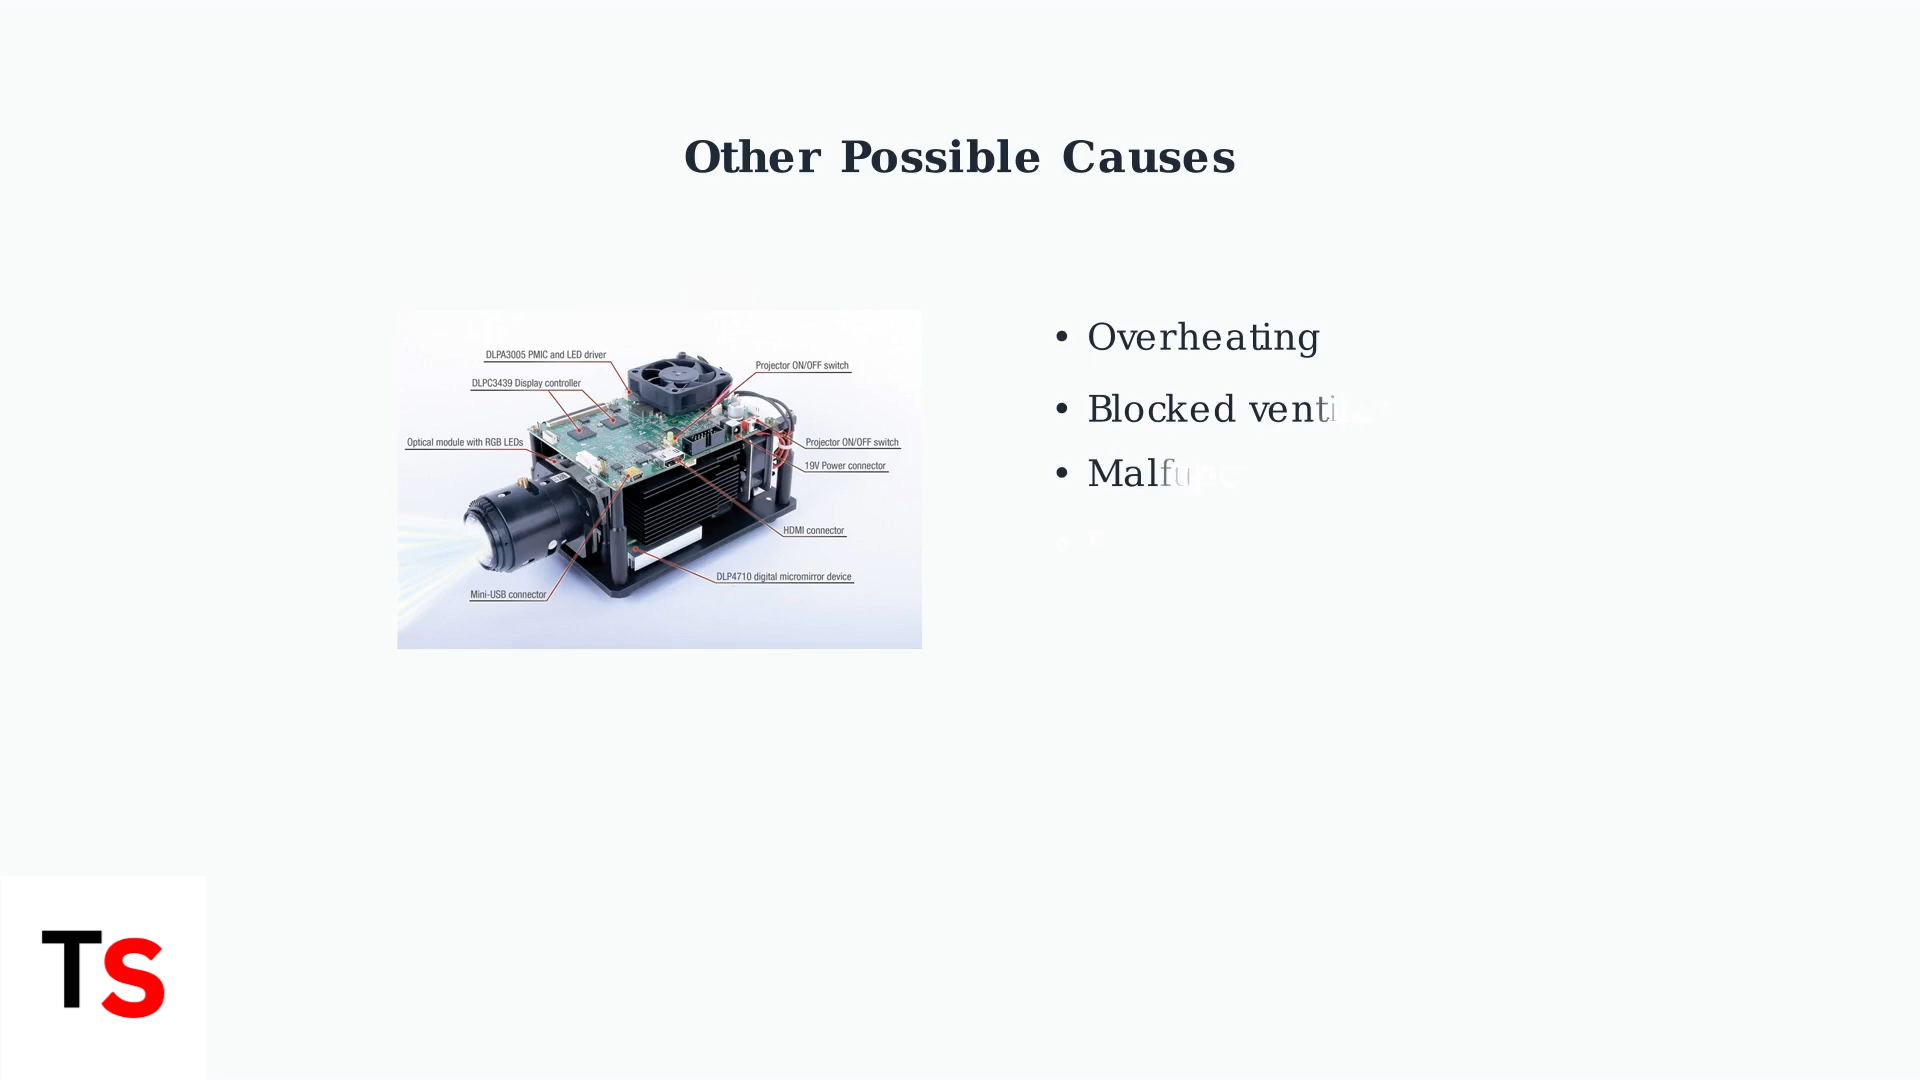 Other Possible Causes
DLPA3005 PMIC and LED driver
Projector ON/OFF switch
DLPC3439 Display controller
Optical module with RGB LEDs
Projector ON/OFF switch
19V Power connector
HDMI connector
DLP4710 digital micromirror device
Mini-USB connector
• Overheating
• Blocked venti
• Malfu
TS